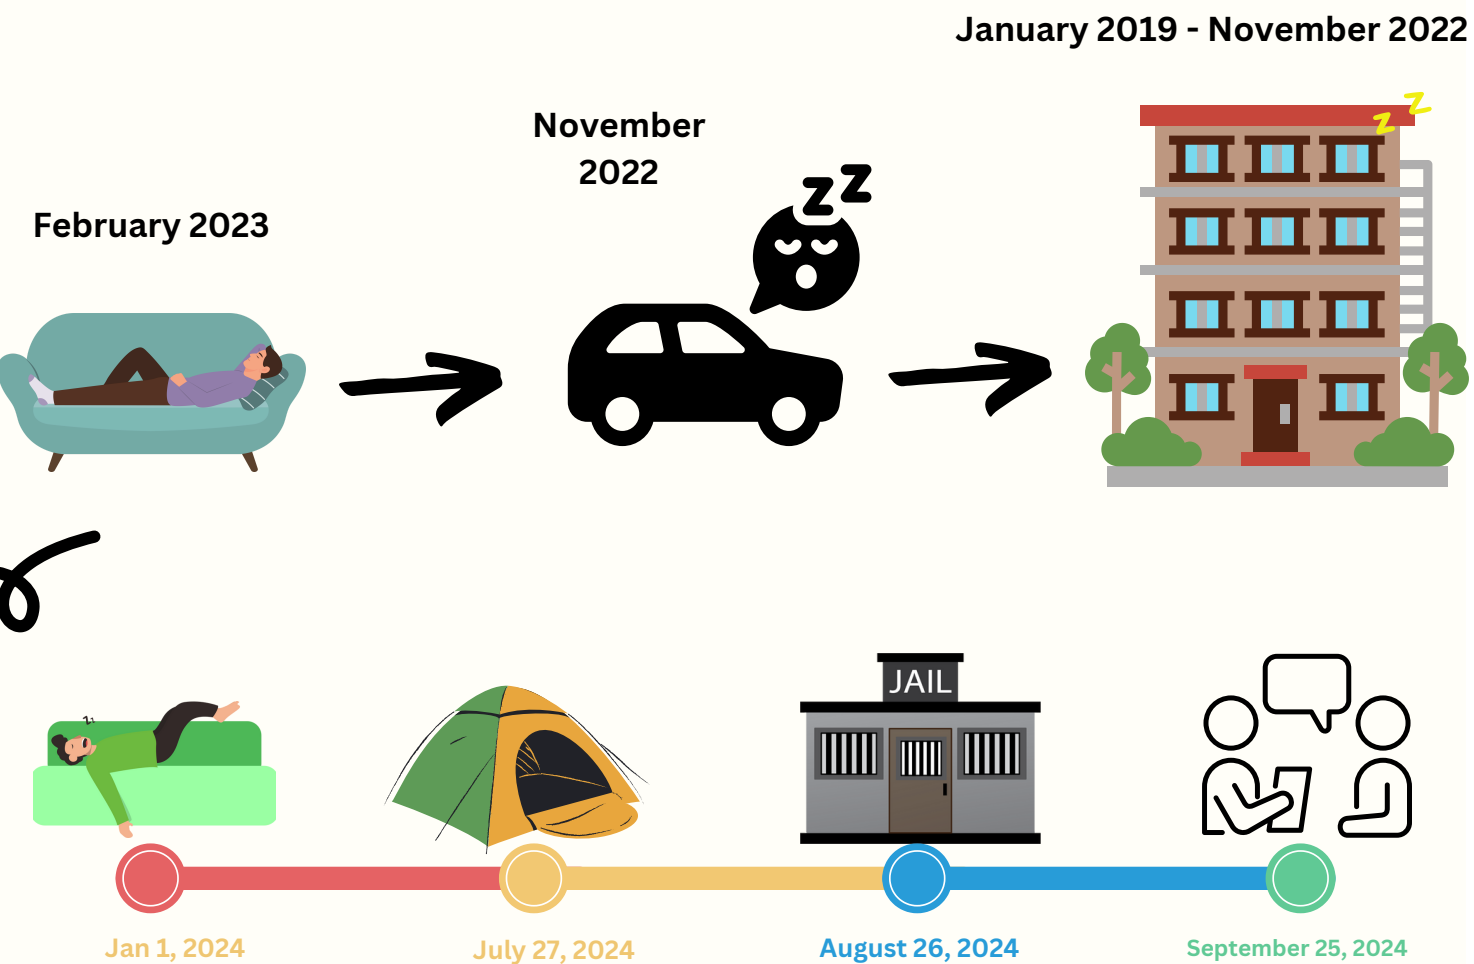 January 2019 - November 2022
November
2022
February 2023
z z
z z
JAIL
zz
Jan 1, 2024
July 27, 2024
August 26, 2024
September 25, 2024